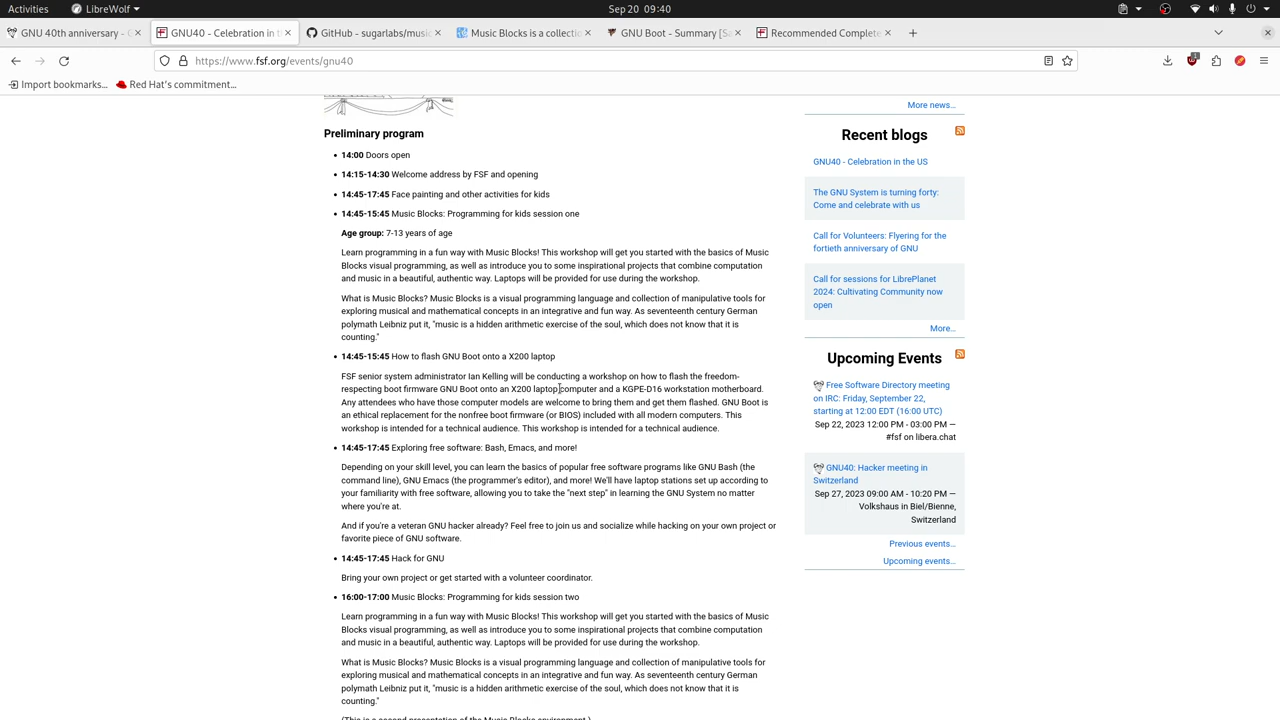 Activities
LibreWolf
Sep 20 09:40
GNU 40th anniversary -
GNU40 - Celebration in t
GitHub - sugarlabs/music
Music Blocks is a collectio
GNU Boot - Summary [Sa
Recommended Complete
https://www.fsf.org/events/gnu40
1
Import bookmarks...
Red Hat's commitment...
Preliminary program
14:00 Doors open
14:15-14:30 Welcome address by FSF and opening
14:45-17:45 Face painting and other activities for kids
14:45-15:45 Music Blocks: Programming for kids session one
Age group: 7-13 years of age
Learn programming in a fun way with Music Blocks! This workshop will get you started with the basics of Music
Blocks visual programming, as well as introduce you to some inspirational projects that combine computation
and music in a beautiful, authentic way. Laptops will be provided for use during the workshop.
What is Music Blocks? Music Blocks is a visual programming language and collection of manipulative tools for
exploring musical and mathematical concepts in an integrative and fun way. As seventeenth century German
polymath Leibniz put it, "music is a hidden arithmetic exercise of the soul, which does not know that it is
counting."
14:45-15:45 How to flash GNU Boot onto a X200 laptop
FSF senior system administrator Ian Kelling will be conducting a workshop on how to flash the freedom-
respecting boot firmware GNU Boot onto an X200 laptop computer and a KGPE-D16 workstation motherboard.
Any attendees who have those computer models are welcome to bring them and get them flashed. GNU Boot is
an ethical replacement for the nonfree boot firmware (or BIOS) included with all modern computers. This
workshop is intended for a technical audience. This workshop is intended for a technical audience.
14:45-17:45 Exploring free software: Bash, Emacs, and more!
Depending on your skill level, you can learn the basics of popular free software programs like GNU Bash (the
command line), GNU Emacs (the programmer's editor), and more! We'll have laptop stations set up according to
your familiarity with free software, allowing you to take the "next step" in learning the GNU System no matter
where you're at.
And if you're a veteran GNU hacker already? Feel free to join us and socialize while hacking on your own project or
favorite piece of GNU software.
14:45-17:45 Hack for GNU
Bring your own project or get started with a volunteer coordinator.
16:00-17:00 Music Blocks: Programming for kids session two
Learn programming in a fun way with Music Blocks! This workshop will get you started with the basics of Music
Blocks visual programming, as well as introduce you to some inspirational projects that combine computation
and music in a beautiful, authentic way. Laptops will be provided for use during the workshop.
What is Music Blocks? Music Blocks is a visual programming language and collection of manipulative tools for
exploring musical and mathematical concepts in an integrative and fun way. As seventeenth century German
polymath Leibniz put it, "music is a hidden arithmetic exercise of the soul, which does not know that it is
counting."
(This is a second presentation of the Music Blocks environment.)
More news…
Recent blogs
GNU40 - Celebration in the US
The GNU System is turning forty:
Come and celebrate with us
Call for Volunteers: Flyering for the
fortieth anniversary of GNU
Call for sessions for LibrePlanet
2024: Cultivating Community now
open
More…
Upcoming Events
Free Software Directory meeting
on IRC: Friday, September 22,
starting at 12:00 EDT (16:00 UTC)
Sep 22, 2023 12:00 PM - 03:00 PM —
#fsf on libera.chat
GNU40: Hacker meeting in
Switzerland
Sep 27, 2023 09:00 AM - 10:20 PM —
Volkshaus in Biel/Bienne,
Switzerland
Previous events…
Upcoming events…